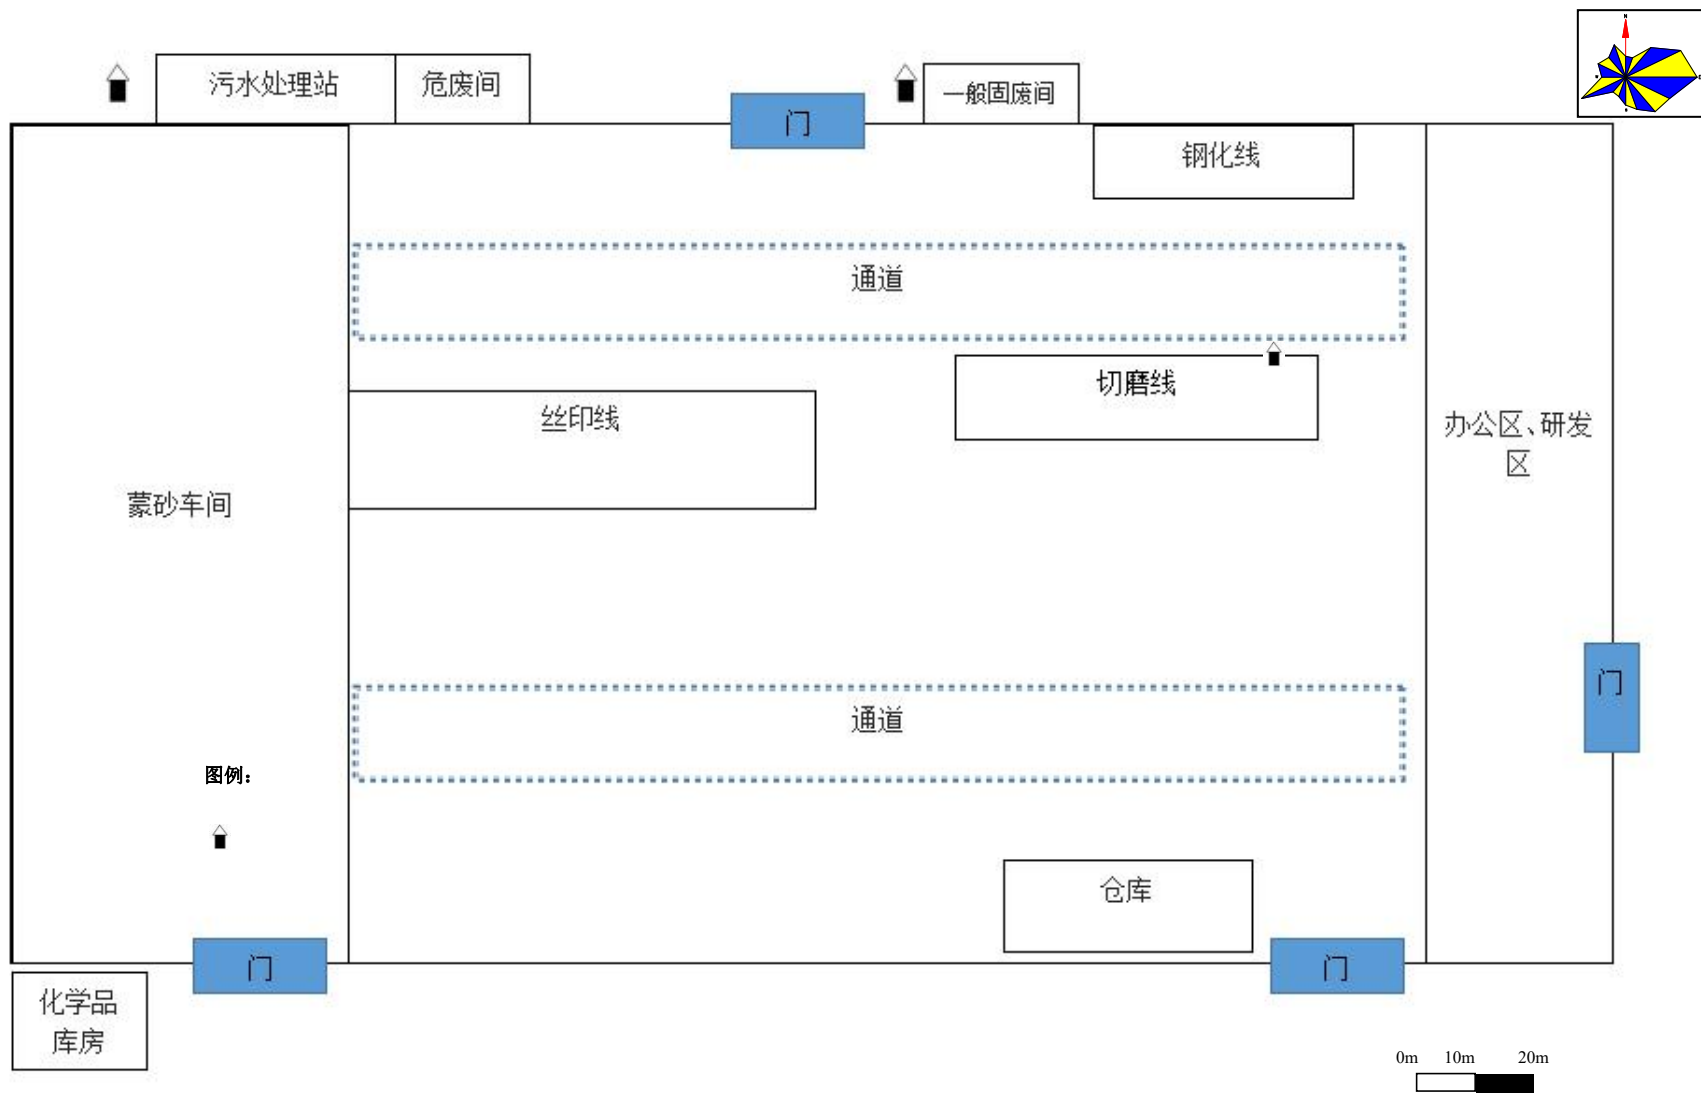 污水处理站
危废间
一般固废间
门
钢化线
通道
切磨线
丝印线
办公区、研发
区
蒙砂车间
门
通道
图例：
仓库
门
门
化学品
库房
0m 10m 20m